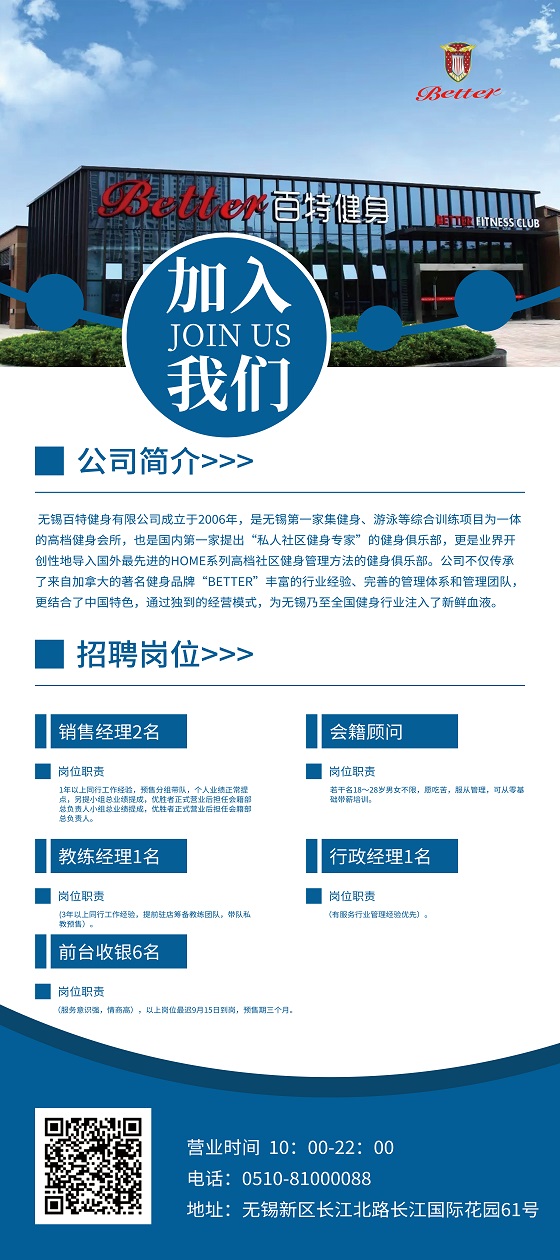 Better
Better 百特健身
BETTER FITNESS CLUB
加入
JOIN US
我们
公司简介>>>
无锡百特健身有限公司成立于2006年，是无锡第一家集健身、游泳等综合训练项目为一体
的高档健身会所，也是国内第一家提出“私人社区健身专家”的健身俱乐部，更是业界开
创性地导入国外最先进的HOME系列高档社区健身管理方法的健身俱乐部。公司不仅传承
了来自加拿大的著名健身品牌“BETTER”丰富的行业经验、完善的管理体系和管理团队，
更结合了中国特色，通过独到的经营模式，为无锡乃至全国健身行业注入了新鲜血液。
招聘岗位>>>
销售经理2名
岗位职责
1年以上同行工作经验，预售分组带队，个人业绩正常提
点，另提小组总业绩提成，优胜者正式营业后担任会籍部
总负责人小组总业绩提成，优胜者正式营业后担任会籍部
总负责人。
会籍顾问
岗位职责
若干名18～28岁男女不限，愿吃苦，服从管理，可从零基
础带薪培训。
教练经理1名
岗位职责
(3年以上同行工作经验，提前驻店筹备教练团队，带队私
教预售）。
行政经理1名
岗位职责
（有服务行业管理经验优先）。
前台收银6名
岗位职责
（服务意识强，情商高），以上岗位最迟9月15日到岗，预售期三个月。
营业时间 10：00-22：00
电话：0510-81000088
地址：无锡新区长江北路长江国际花园61号